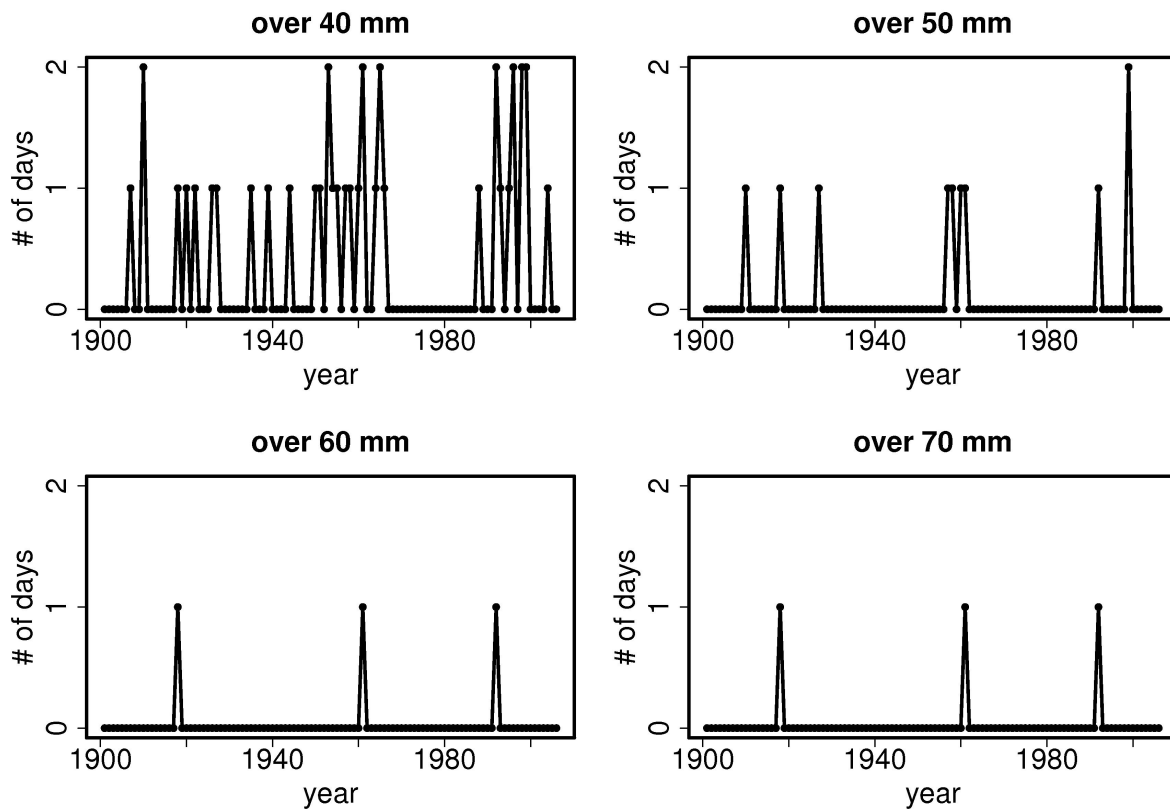 over 40 mm
# of days
2
1
0
1900 1940 1980
year
over 50 mm
# of days
2
1
0
1900 1940 1980
year
over 60 mm
# of days
2
1
0
1900 1940 1980
year
over 70 mm
# of days
2
1
0
1900 1940 1980
year